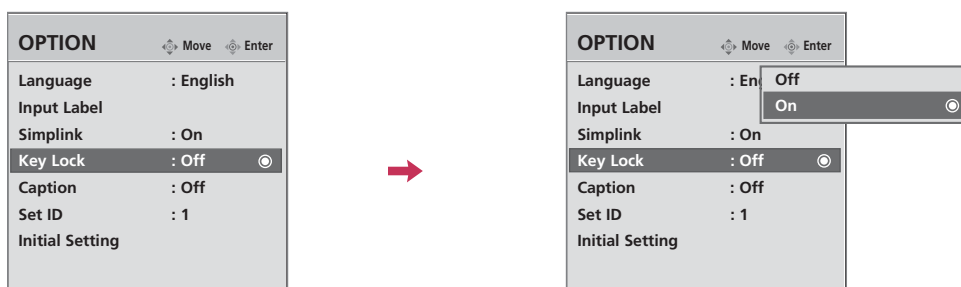 OPTION
Move Enter
Language : English
Input Label
Simplink : On
Key Lock : Off
Caption : Off
Set ID : 1
Initial Setting
OPTION
Move Enter
Language : En
Off
On
Input Label
Simplink : On
Key Lock : Off
Caption : Off
Set ID : 1
Initial Setting